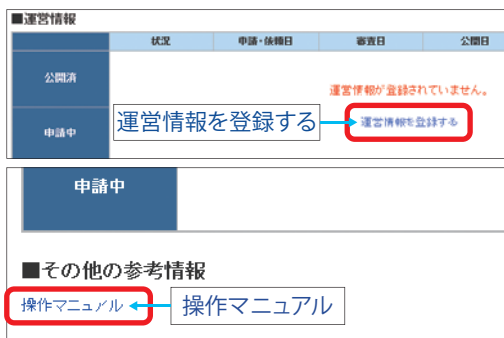 ■運営情報
状況 申請・依頼日 審査日 公開日
公開済
運営情報が登録されていません。
運営情報を登録する 運営情報を登録する
申請中
申請中
■その他の参考情報
操作マニュアル 操作マニュアル